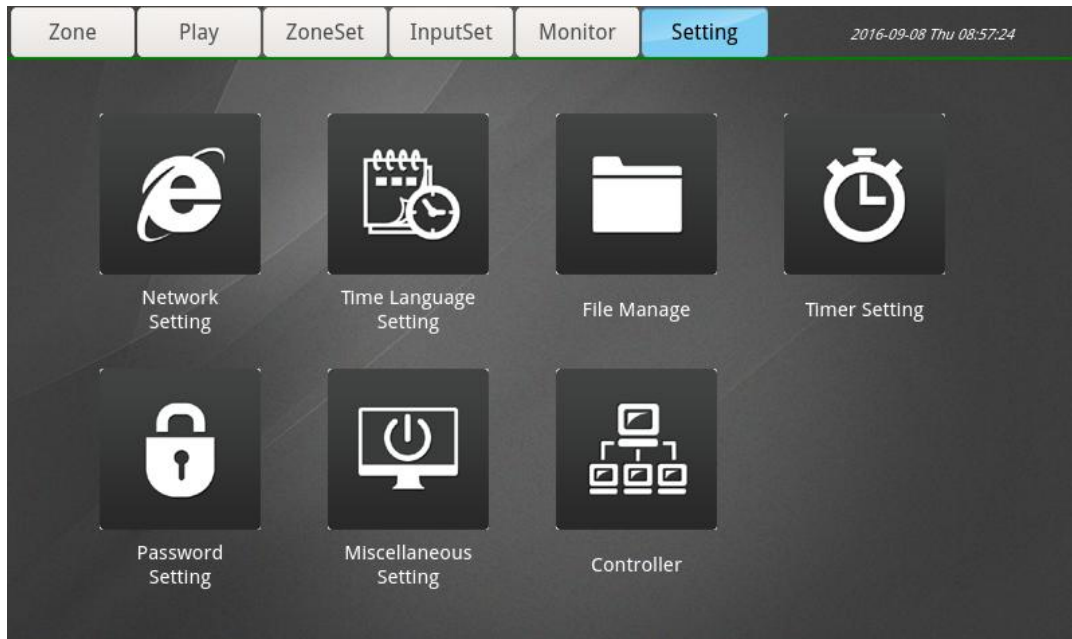 Zone Play ZoneSet InputSet Monitor Setting 2016-09-08 Thu 08:57:24
Network Setting
Time Language Setting
File Manage
Timer Setting
Password Setting
Miscellaneous Setting
Controller